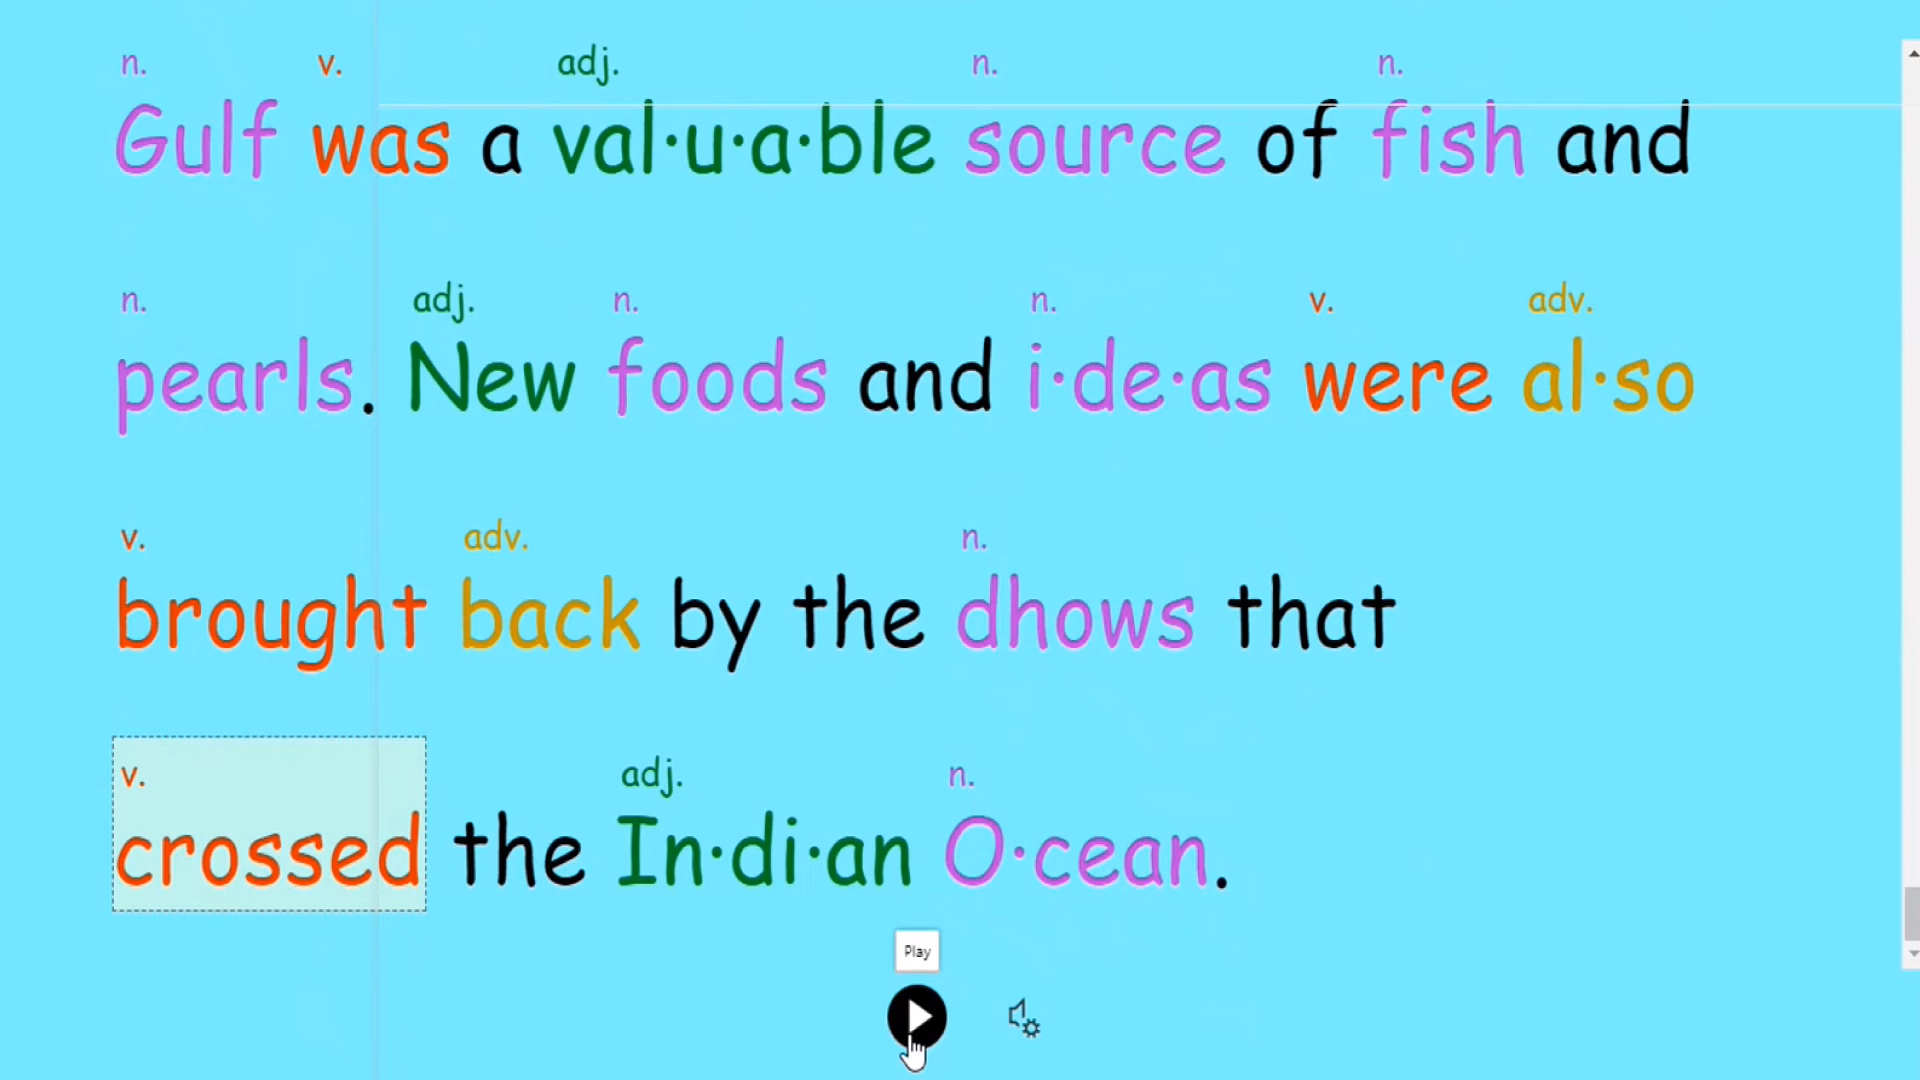 n. v. adj. n. n.
Gulf was a val·u·a·ble source of fish and
n. adj. n. n. v. adv.
pearls. New foods and i·de·as were al·so
v. adv. n.
brought back by the dhows that
v. adj. n.
crossed the In·di·an O·cean.
Play